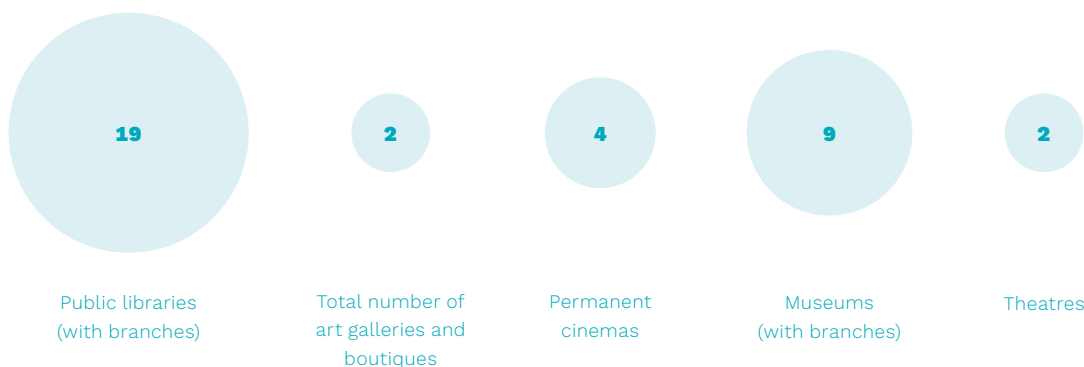 19
2
4
9
2
Public libraries
(with branches)
Total number of
art galleries and
boutiques
Permanent
cinemas
Museums
(with branches)
Theatres